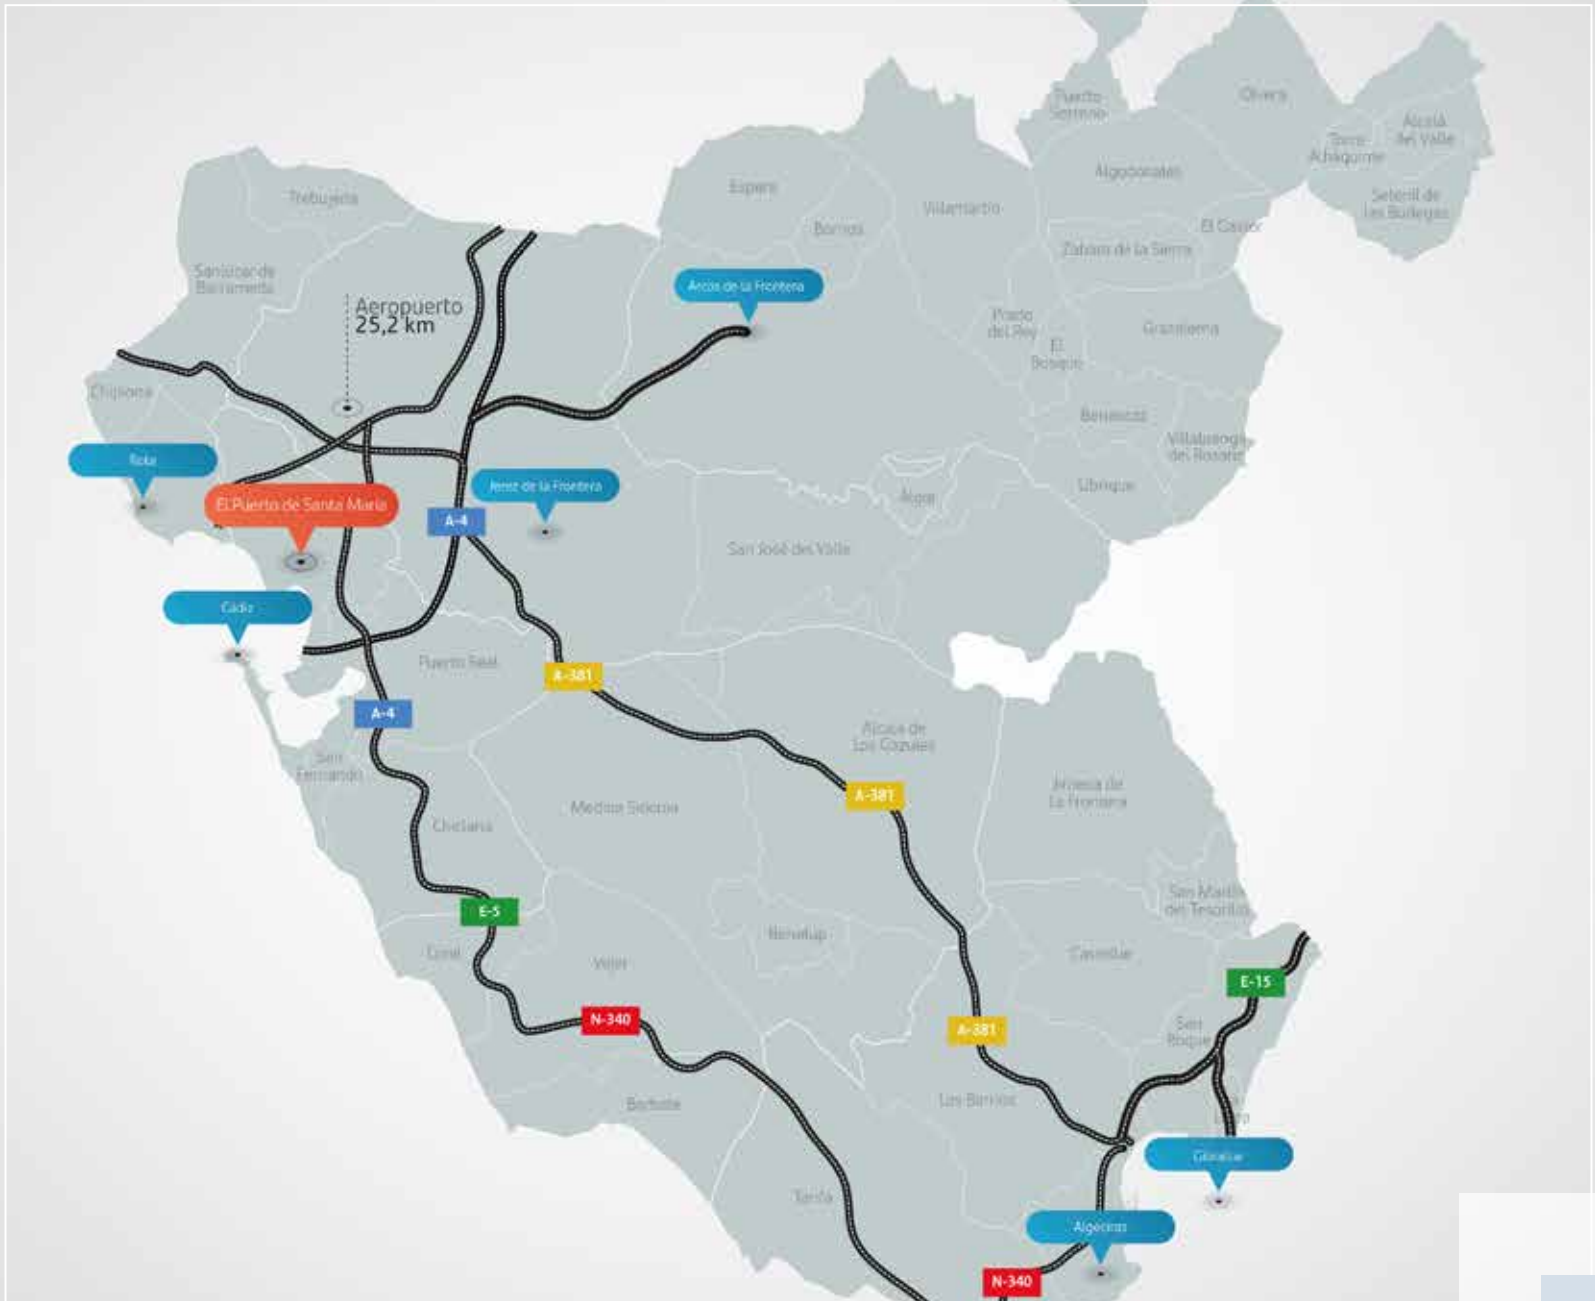 Olvera
Puerto
Serrano
Alcalá
del Valle
Torre
Alháquime
Algodonales
Espera
Trebujena
Setenil de
las Bodegas
Villamartin
El Gastor
Bornos
Zahara de la Sierra
Sanlúcar de
Barrameda
Arcos de la Frontera
Aeropuerto
25,2 km
Prado
del Rey
Grazalema
El
Bosque
Chipiona
Benaocaz
Villaluenga
del Rosario
Rota
Jerez de la Frontera
Ubrique
Algar
El Puerto de Santa María
A-4
San José del Valle
Cádiz
Puerto Real
A-381
A-4
Alcalá de
Los Gazules
San
Fernando
Jimena de
La Frontera
A-381
Medina Sidonia
Chiclana
San Martín
del Tesorillo
E-5
Benalup
Conil
Vejer
Castellar
E-15
N-340
A-381
San
Roque
Los Barrios
Barbate
Gibraltar
Tarifa
Algeciras
N-340